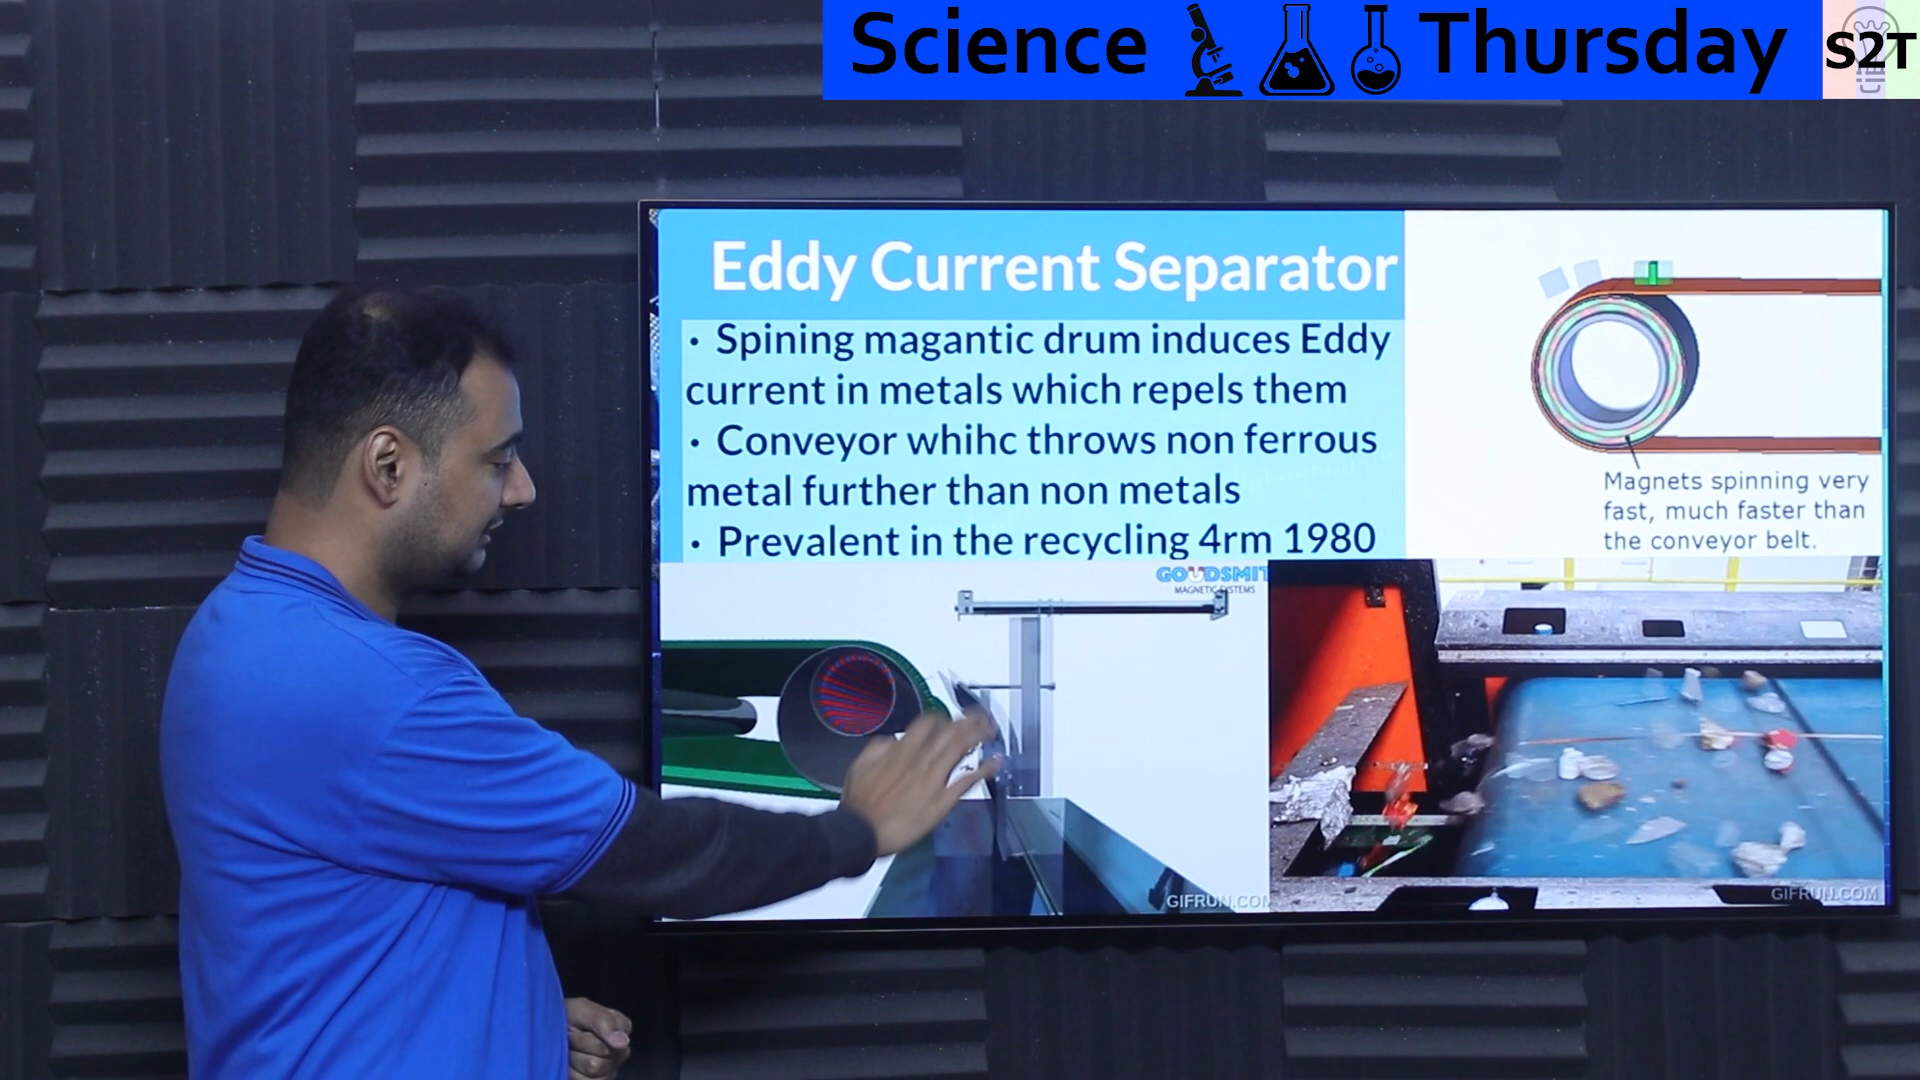 Science Thursday
S2T
Eddy Current Separator
· Spining magantic drum induces Eddy
current in metals which repels them
· Conveyor whihc throws non ferrous
metal further than non metals
· Prevalent in the recycling 4rm 1980
Magnets spinning very
fast, much faster than
the conveyor belt.
GOUDSMIT
MAGNETIC SYSTEMS
GIFRUN.COM
GIFRUN.COM